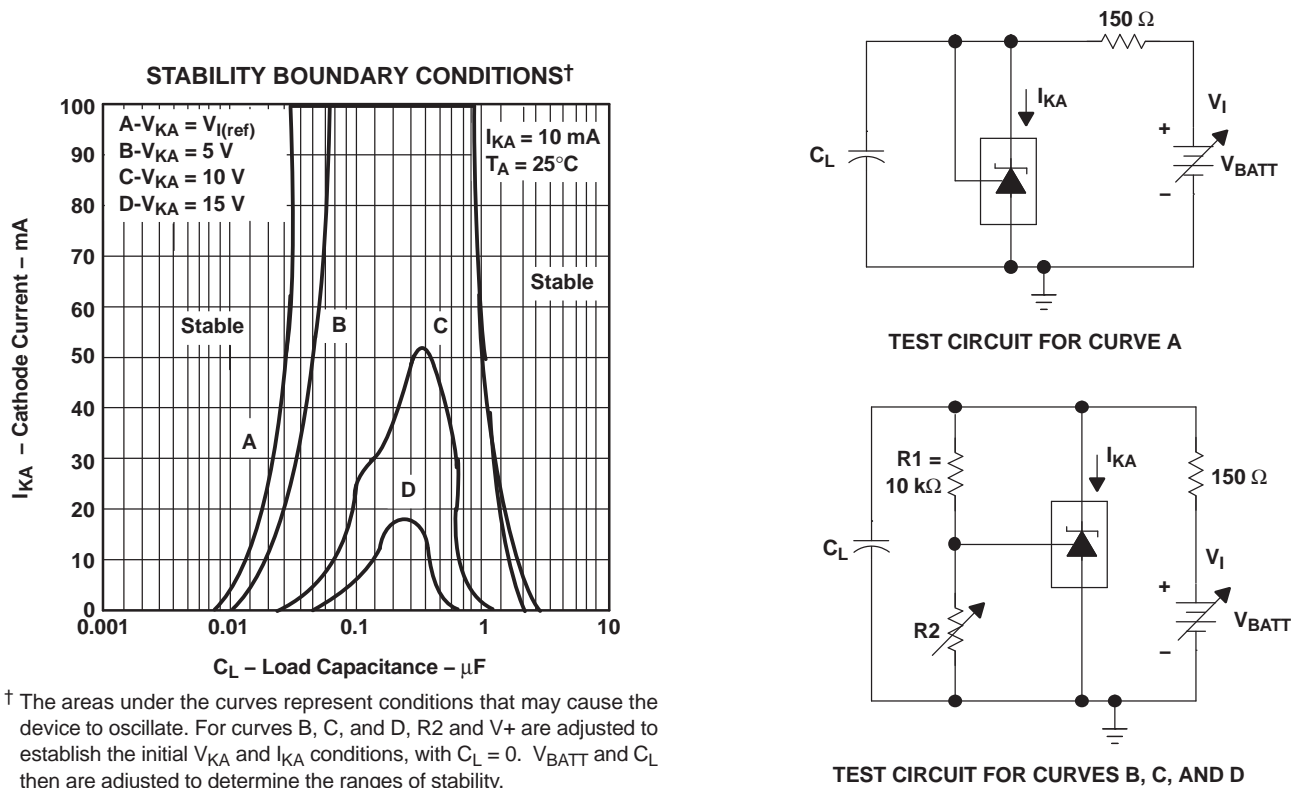 STABILITY BOUNDARY CONDITIONS†
100
90
80
70
60
50
40
30
20
10
0
I_KA – Cathode Current – mA
A-V_KA = V_I(ref)
B-V_KA = 5 V
C-V_KA = 10 V
D-V_KA = 15 V
I_KA = 10 mA
T_A = 25°C
Stable
Stable
A
B
C
D
0.001
0.01
0.1
1
10
C_L – Load Capacitance – μF
† The areas under the curves represent conditions that may cause the
device to oscillate. For curves B, C, and D, R2 and V+ are adjusted to
establish the initial V_KA and I_KA conditions, with C_L = 0. V_BATT and C_L
then are adjusted to determine the ranges of stability.
150 Ω
I_KA
V_I
+
C_L
V_BATT
–
TEST CIRCUIT FOR CURVE A
R1 =
10 kΩ
I_KA
150 Ω
C_L
V_I
+
R2
V_BATT
–
TEST CIRCUIT FOR CURVES B, C, AND D